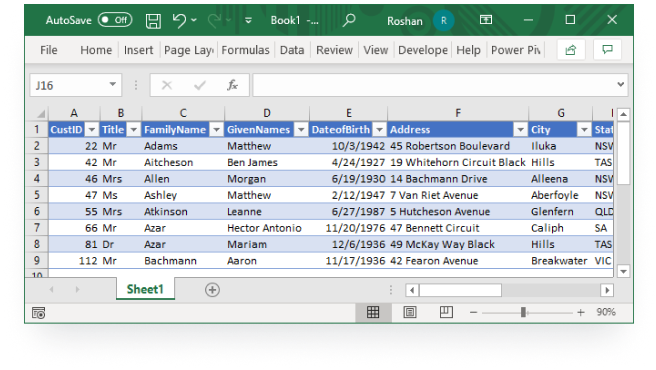 AutoSave Off Book1 -... Roshan R
File Home Insert Page Lay Formulas Data Review View Develope Help Power Piv
J16 fx
A B C D E F G
1 CustID Title FamilyName GivenNames DateofBirth Address City Stat
2 22 Mr Adams Matthew 10/3/1942 45 Robertson Boulevard Iluka NSW
3 42 Mr Aitcheson Ben James 4/24/1927 19 Whitehorn Circuit Black Hills TAS
4 46 Mrs Allen Morgan 6/19/1930 14 Bachmann Drive Alleena NSW
5 47 Ms Ashley Matthew 2/12/1947 7 Van Riet Avenue Aberfoyle NSW
6 55 Mrs Atkinson Leanne 6/27/1987 5 Hutcheson Avenue Glenfern QLD
7 66 Mr Azar Hector Antonio 11/20/1976 47 Bennett Circuit Caliph SA
8 81 Dr Azar Mariam 12/6/1936 49 McKay Way Black Hills TAS
9 112 Mr Bachmann Aaron 11/17/1936 42 Fearon Avenue Breakwater VIC
10
Sheet1
90%